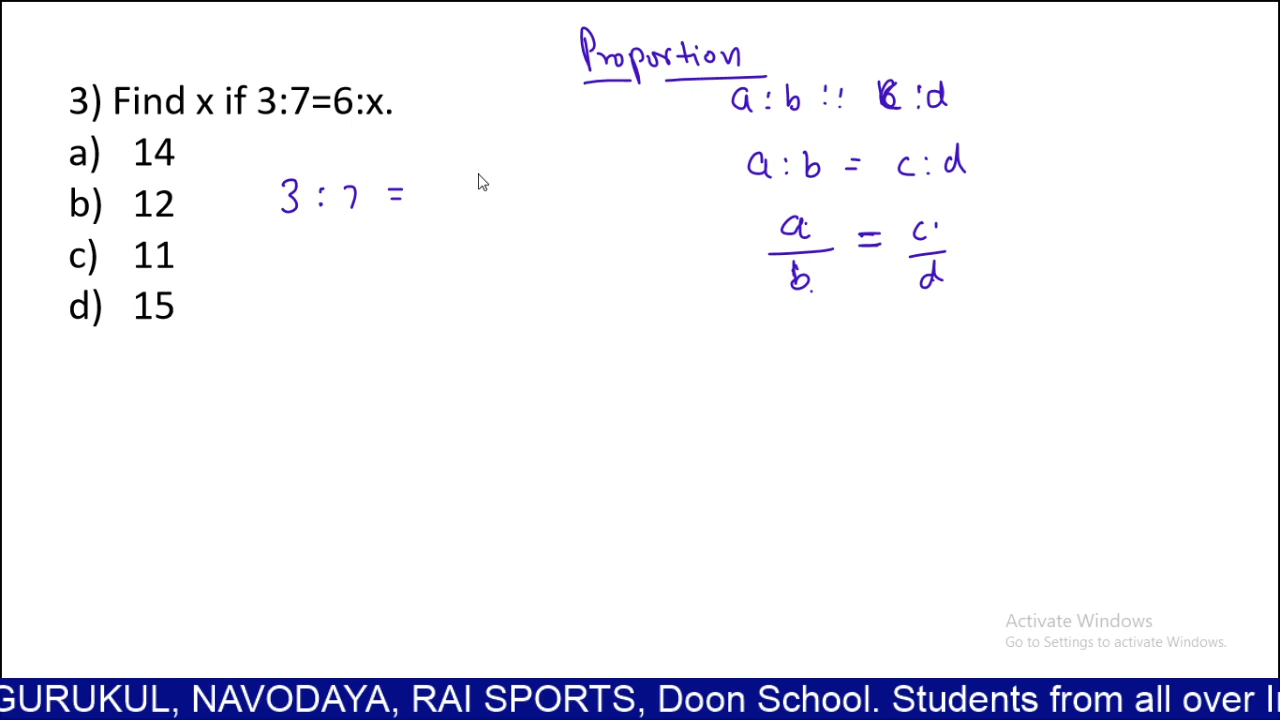 Proportion
a : b :: c : d
3) Find x if 3:7=6:x.
a) 14
a : b = c : d
b) 12
3 : 7 =
a/b = c/d
c) 11
d) 15
Activate Windows
Go to Settings to activate Windows.
GURUKUL, NAVODAYA, RAI SPORTS, Doon School. Students from all over I